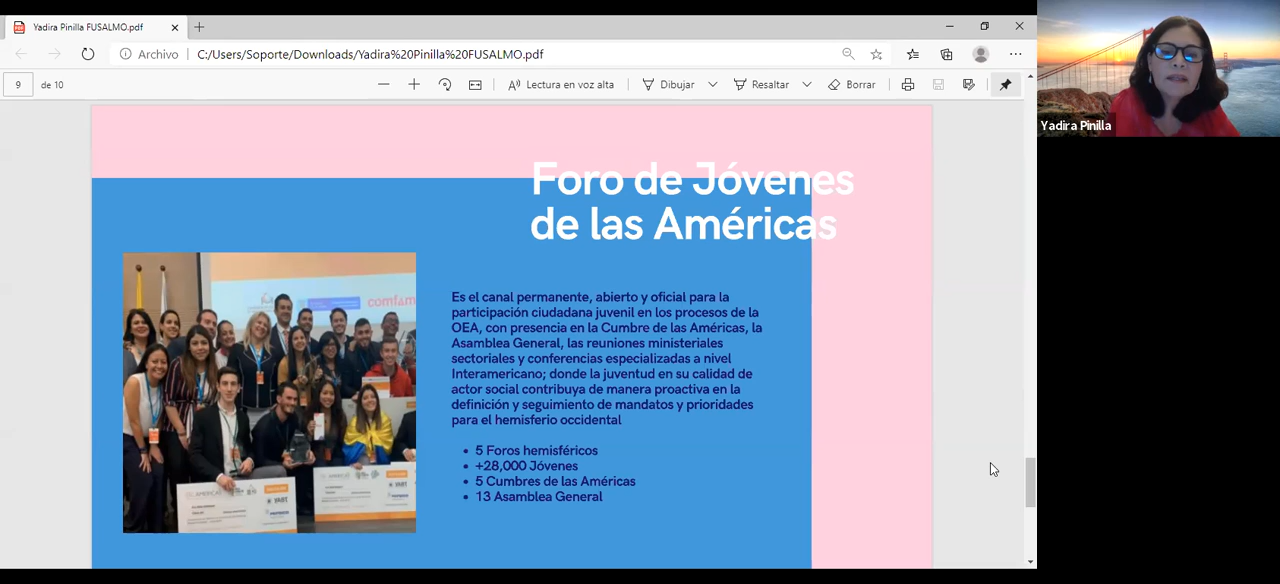 Yadira Pinilla FUSALMO.pdf
Archivo
C:/Users/Soporte/Downloads/Yadira%20Pinilla%20FUSALMO.pdf
9 de 10
Lectura en voz alta
Dibujar
Resaltar
Borrar
Yadira Pinilla
Foro de Jóvenes
de las Américas
comfam
Es el canal permanente, abierto y oficial para la
participación ciudadana juvenil en los procesos de la
OEA, con presencia en la Cumbre de las Américas, la
Asamblea General, las reuniones ministeriales
sectoriales y conferencias especializadas a nivel
Interamericano; donde la juventud en su calidad de
actor social contribuya de manera proactiva en la
definición y seguimiento de mandatos y prioridades
para el hemisferio occidental
• 5 Foros hemisféricos
• +28,000 Jóvenes
• 5 Cumbres de las Américas
• 13 Asamblea General
YABT